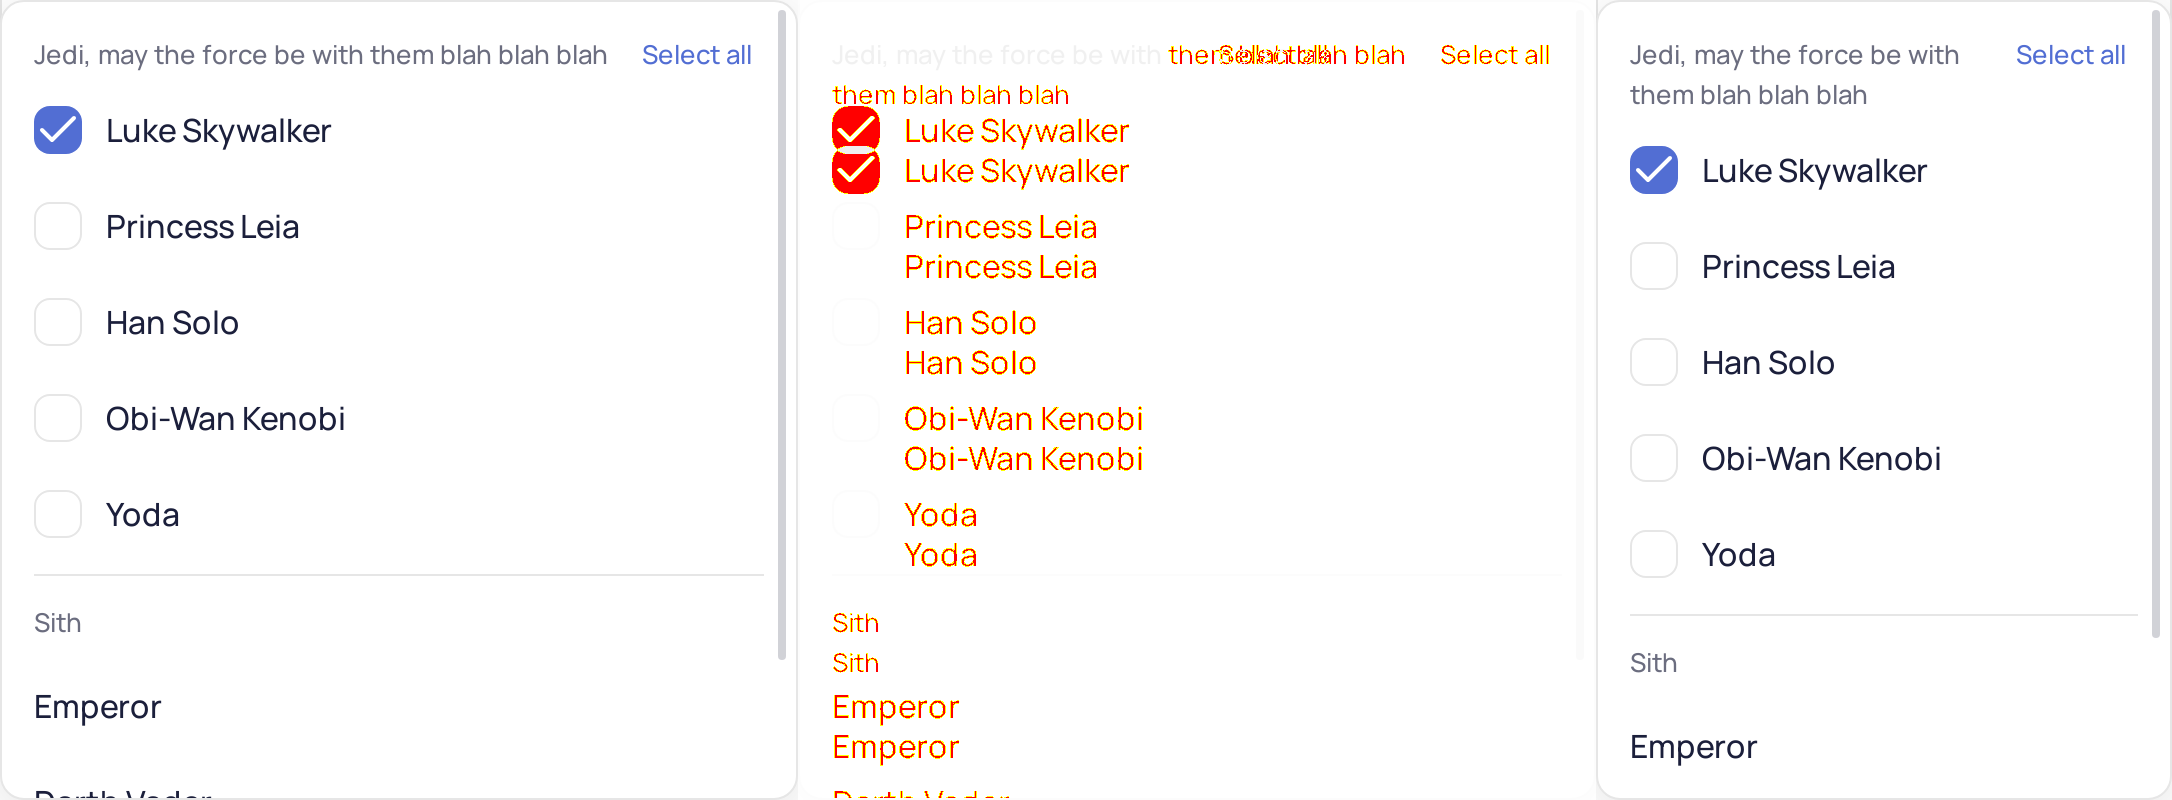 Jedi, may the force be with them blah blah blah Select all
Luke Skywalker
Princess Leia
Han Solo
Obi-Wan Kenobi
Yoda
Sith
Emperor
Darth Vader
Jedi, may the force be with them blah blah blah Select all
them blah blah blah
Luke Skywalker
Luke Skywalker
Princess Leia
Princess Leia
Han Solo
Han Solo
Obi-Wan Kenobi
Obi-Wan Kenobi
Yoda
Yoda
Sith
Sith
Emperor
Emperor
Darth Vader
Jedi, may the force be with Select all
them blah blah blah
Luke Skywalker
Princess Leia
Han Solo
Obi-Wan Kenobi
Yoda
Sith
Emperor